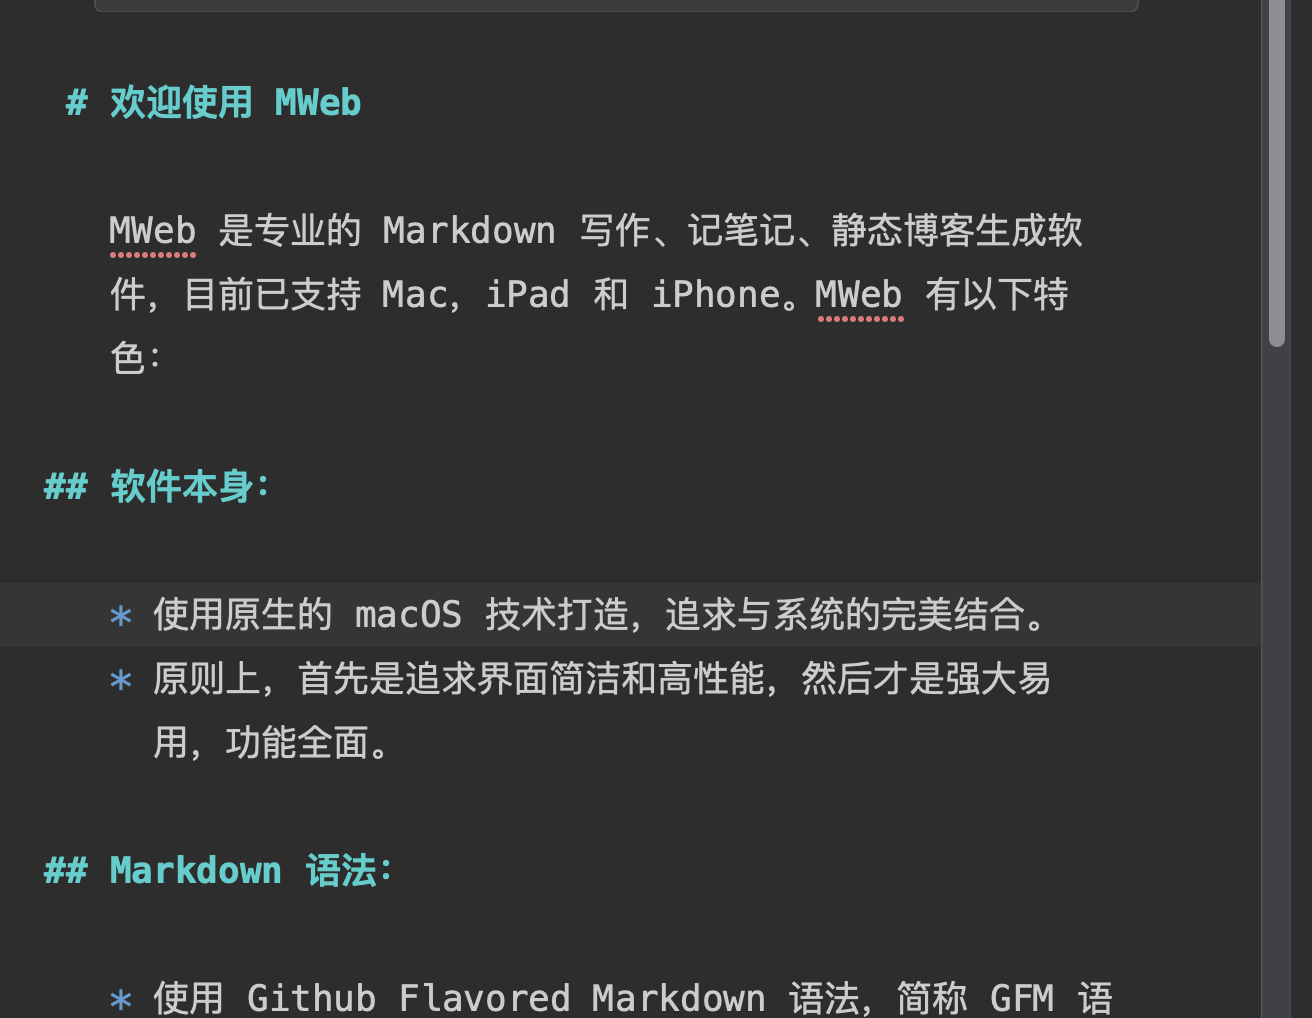 # 欢迎使用 MWeb
MWeb 是专业的 Markdown 写作、记笔记、静态博客生成软
件，目前已支持 Mac，iPad 和 iPhone。MWeb 有以下特
色：
## 软件本身：
* 使用原生的 macOS 技术打造，追求与系统的完美结合。
* 原则上，首先是追求界面简洁和高性能，然后才是强大易
用，功能全面。
## Markdown 语法：
* 使用 Github Flavored Markdown 语法，简称 GFM 语